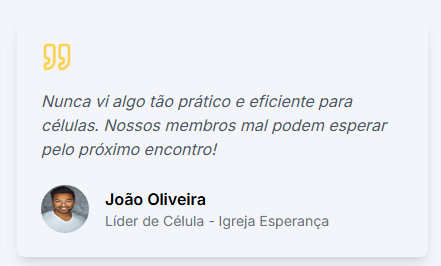 Nunca vi algo tão prático e eficiente para
células. Nossos membros mal podem esperar
pelo próximo encontro!
João Oliveira
Líder de Célula - Igreja Esperança